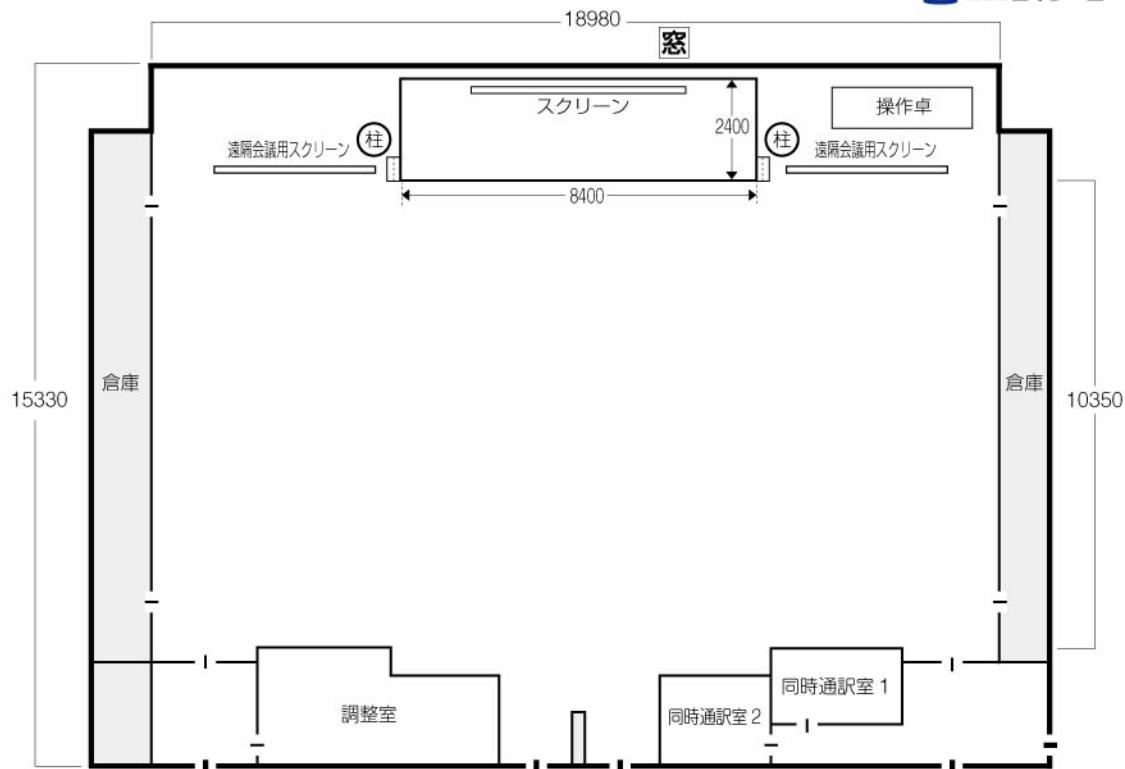 18980
窓
スクリーン
操作卓
2400
柱
柱
遠隔会議用スクリーン
遠隔会議用スクリーン
8400
倉庫
倉庫
15330
10350
同時通訳室1
調整室
同時通訳室2